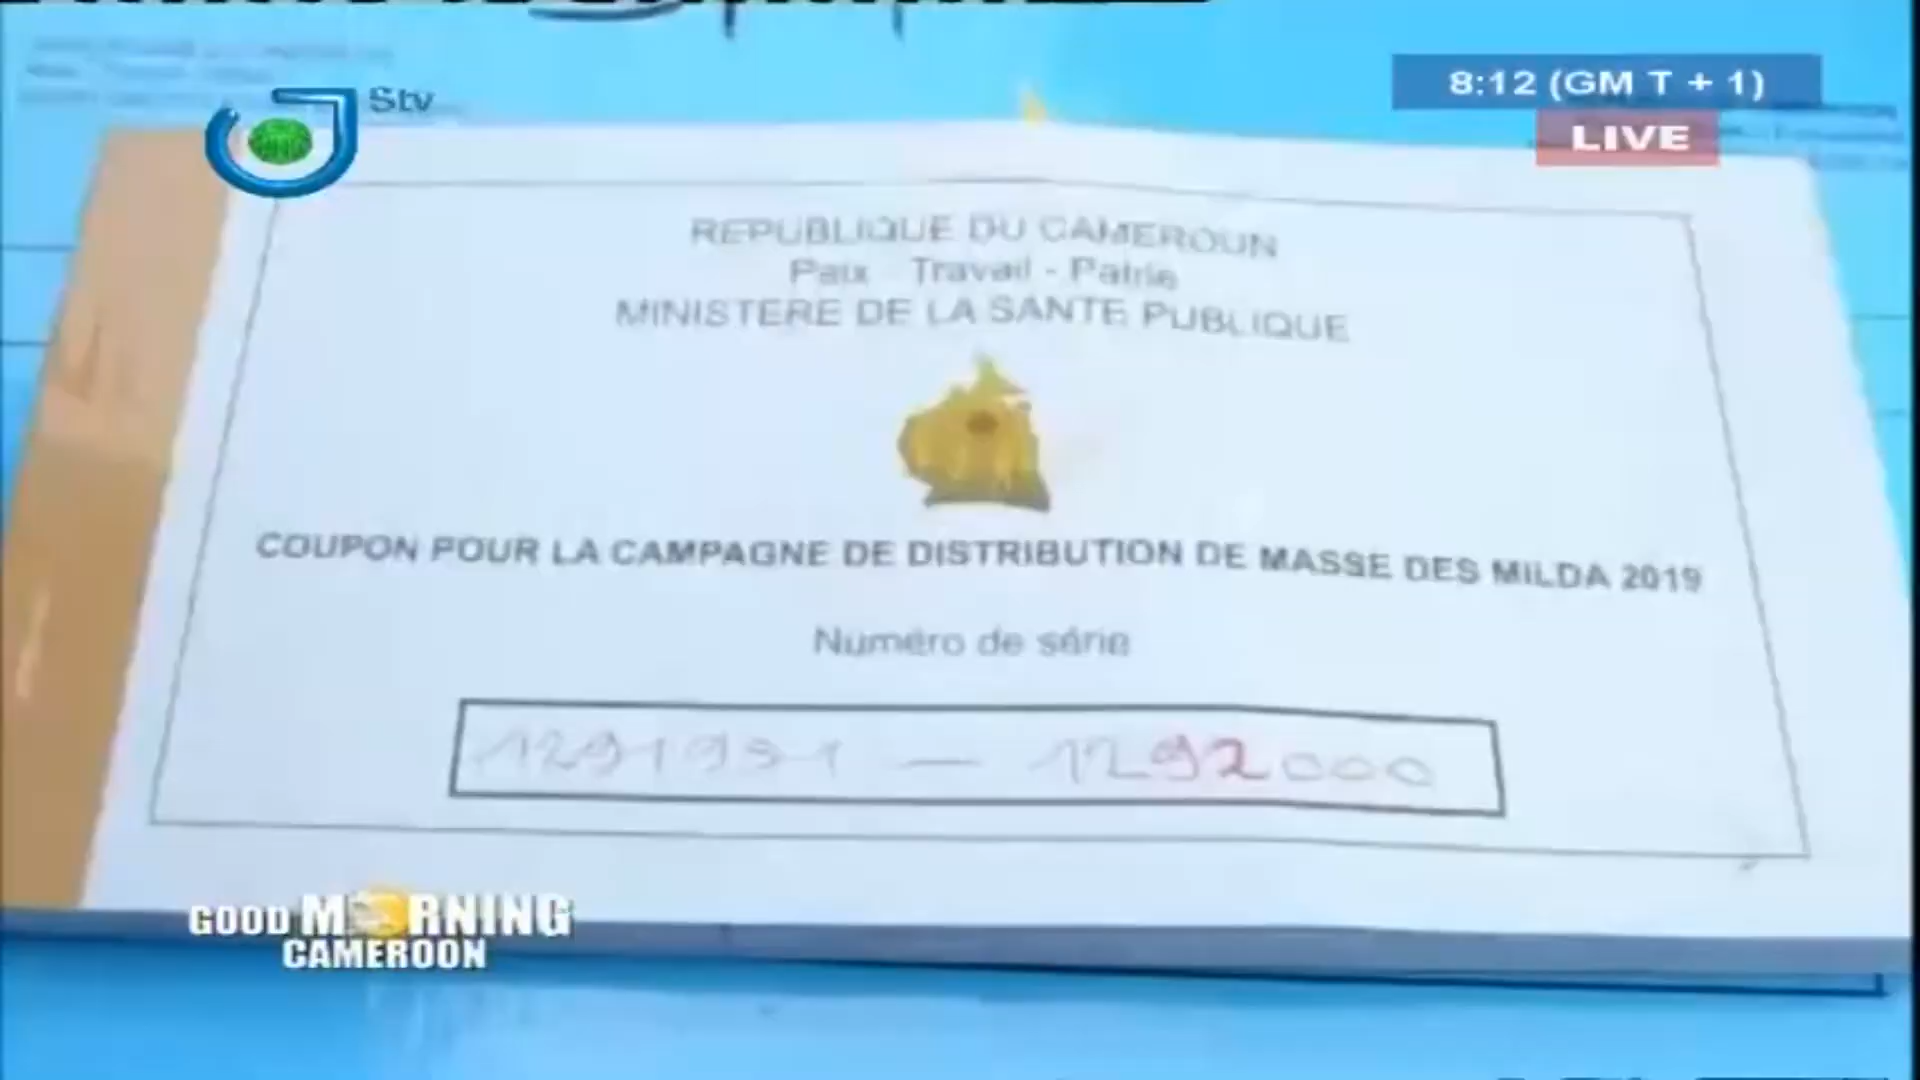 Stv
8:12 (GM T + 1)
LIVE
REPUBLIQUE DU CAMEROUN
Paix - Travail - Patrie
MINISTERE DE LA SANTE PUBLIQUE
COUPON POUR LA CAMPAGNE DE DISTRIBUTION DE MASSE DES MILDA 2019
Numéro de série
1291991 — 1292000
GOOD MORNING
CAMEROON